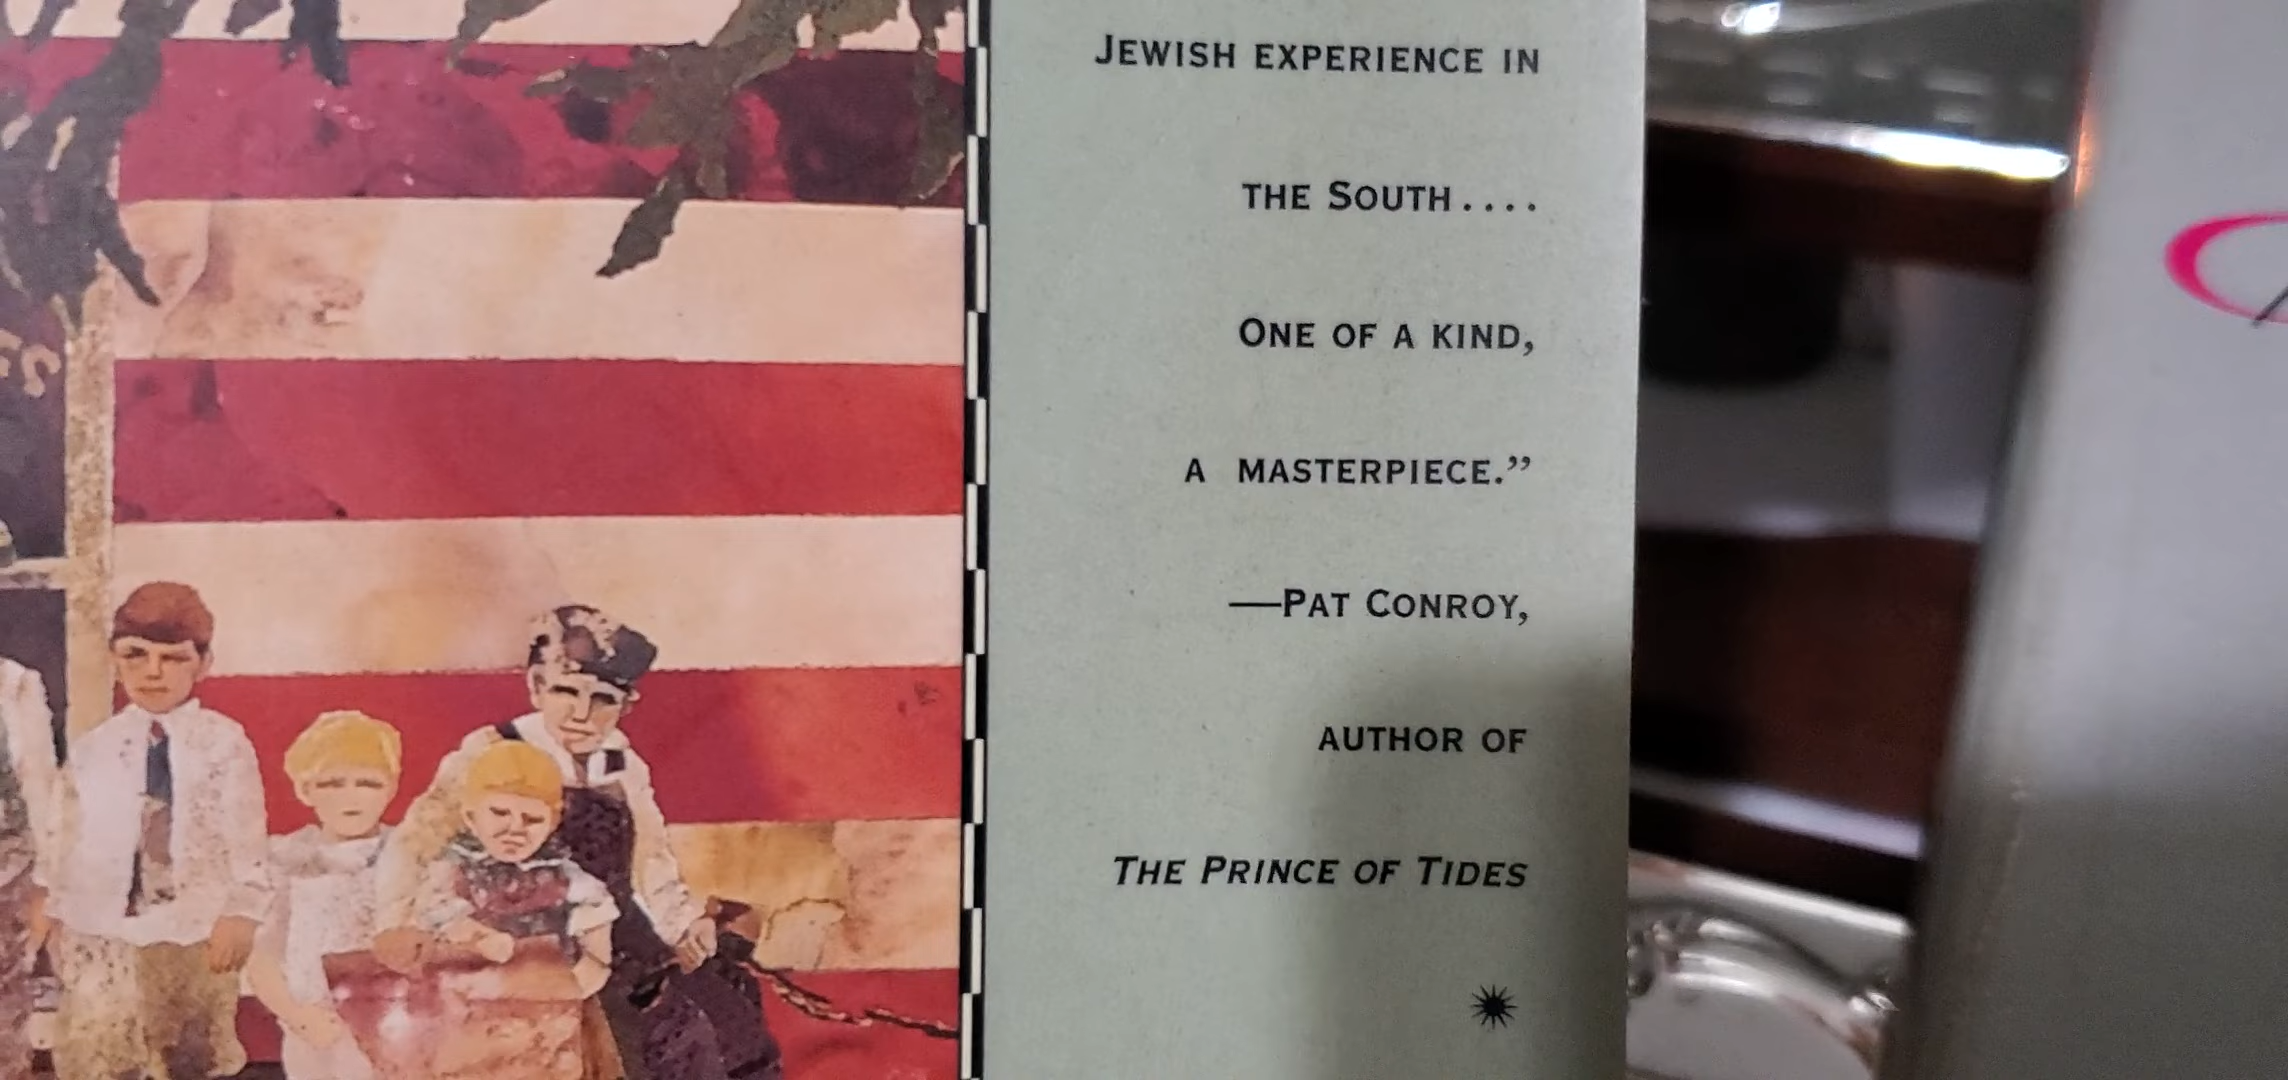 JEWISH EXPERIENCE IN
THE SOUTH....
ONE OF A KIND,
A MASTERPIECE.”
—PAT CONROY,
AUTHOR OF
THE PRINCE OF TIDES